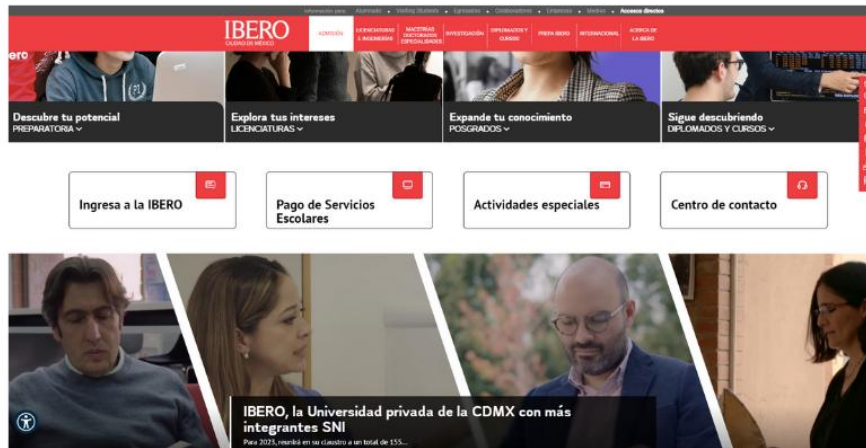 Información para: Alumnado • Visiting Students • Egresados • Colaboradores • Empresas • Medios • Accesos directos
IBERO
CIUDAD DE MÉXICO
ADMISIÓN
LICENCIATURAS
E INGENIERÍAS
MAESTRÍAS
DOCTORADOS
ESPECIALIDADES
INVESTIGACIÓN
DIPLOMADOS Y
CURSOS
PREPA IBERO
INTERNACIONAL
ACERCA DE
LA IBERO
ero
Descubre tu potencial
PREPARATORIA
Explora tus intereses
LICENCIATURAS
Expande tu conocimiento
POSGRADOS
Sigue descubriendo
DIPLOMADOS Y CURSOS
Ingresa a la IBERO
Pago de Servicios
Escolares
Actividades especiales
Centro de contacto
IBERO, la Universidad privada de la CDMX con más
integrantes SNI
Para 2023, reunirá en su claustro a un total de 155...